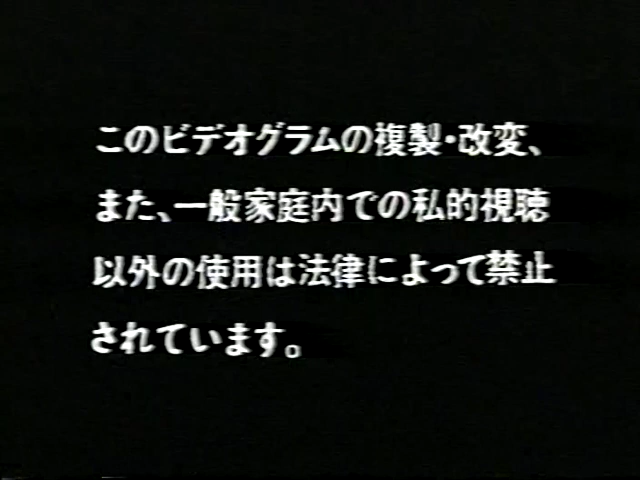 このビデオグラムの複製・改変、
また、一般家庭内での私的視聴
以外の使用は法律によって禁止
されています。